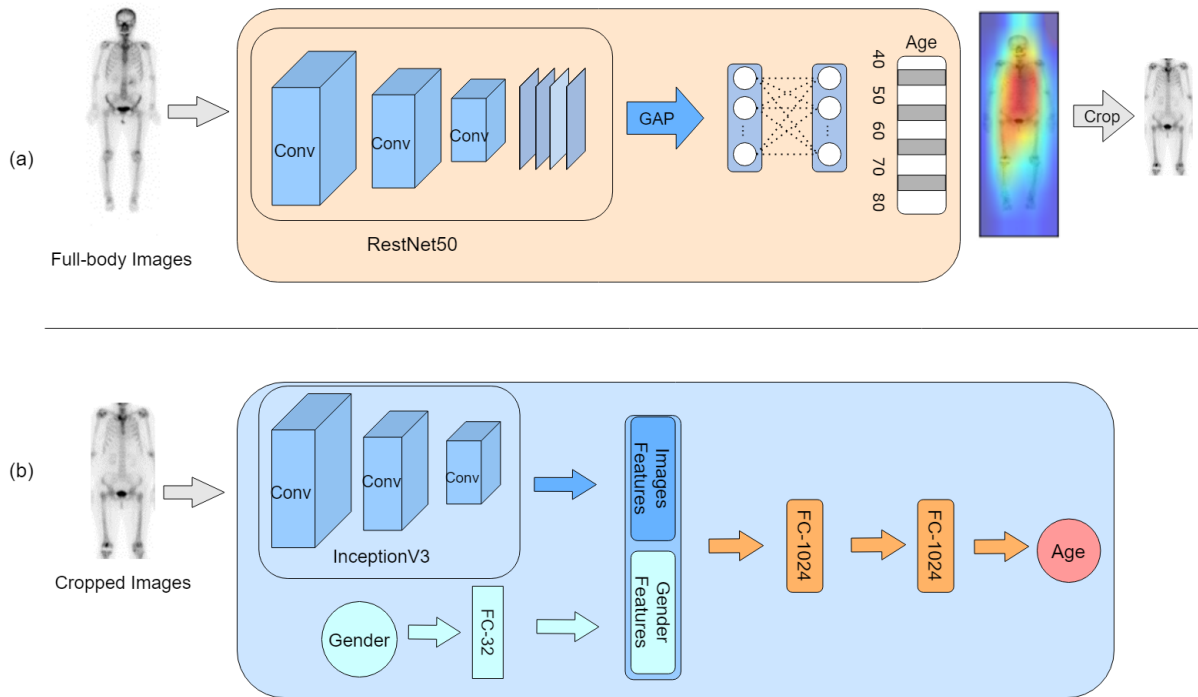 (a)
Full-body Images
Conv
Conv
Conv
RestNet50
GAP
Age
40
50
60
70
80
Crop
(b)
Cropped Images
Conv
Conv
Conv
InceptionV3
Gender
FC-32
Images
Features
Gender
Features
FC-1024
FC-1024
Age